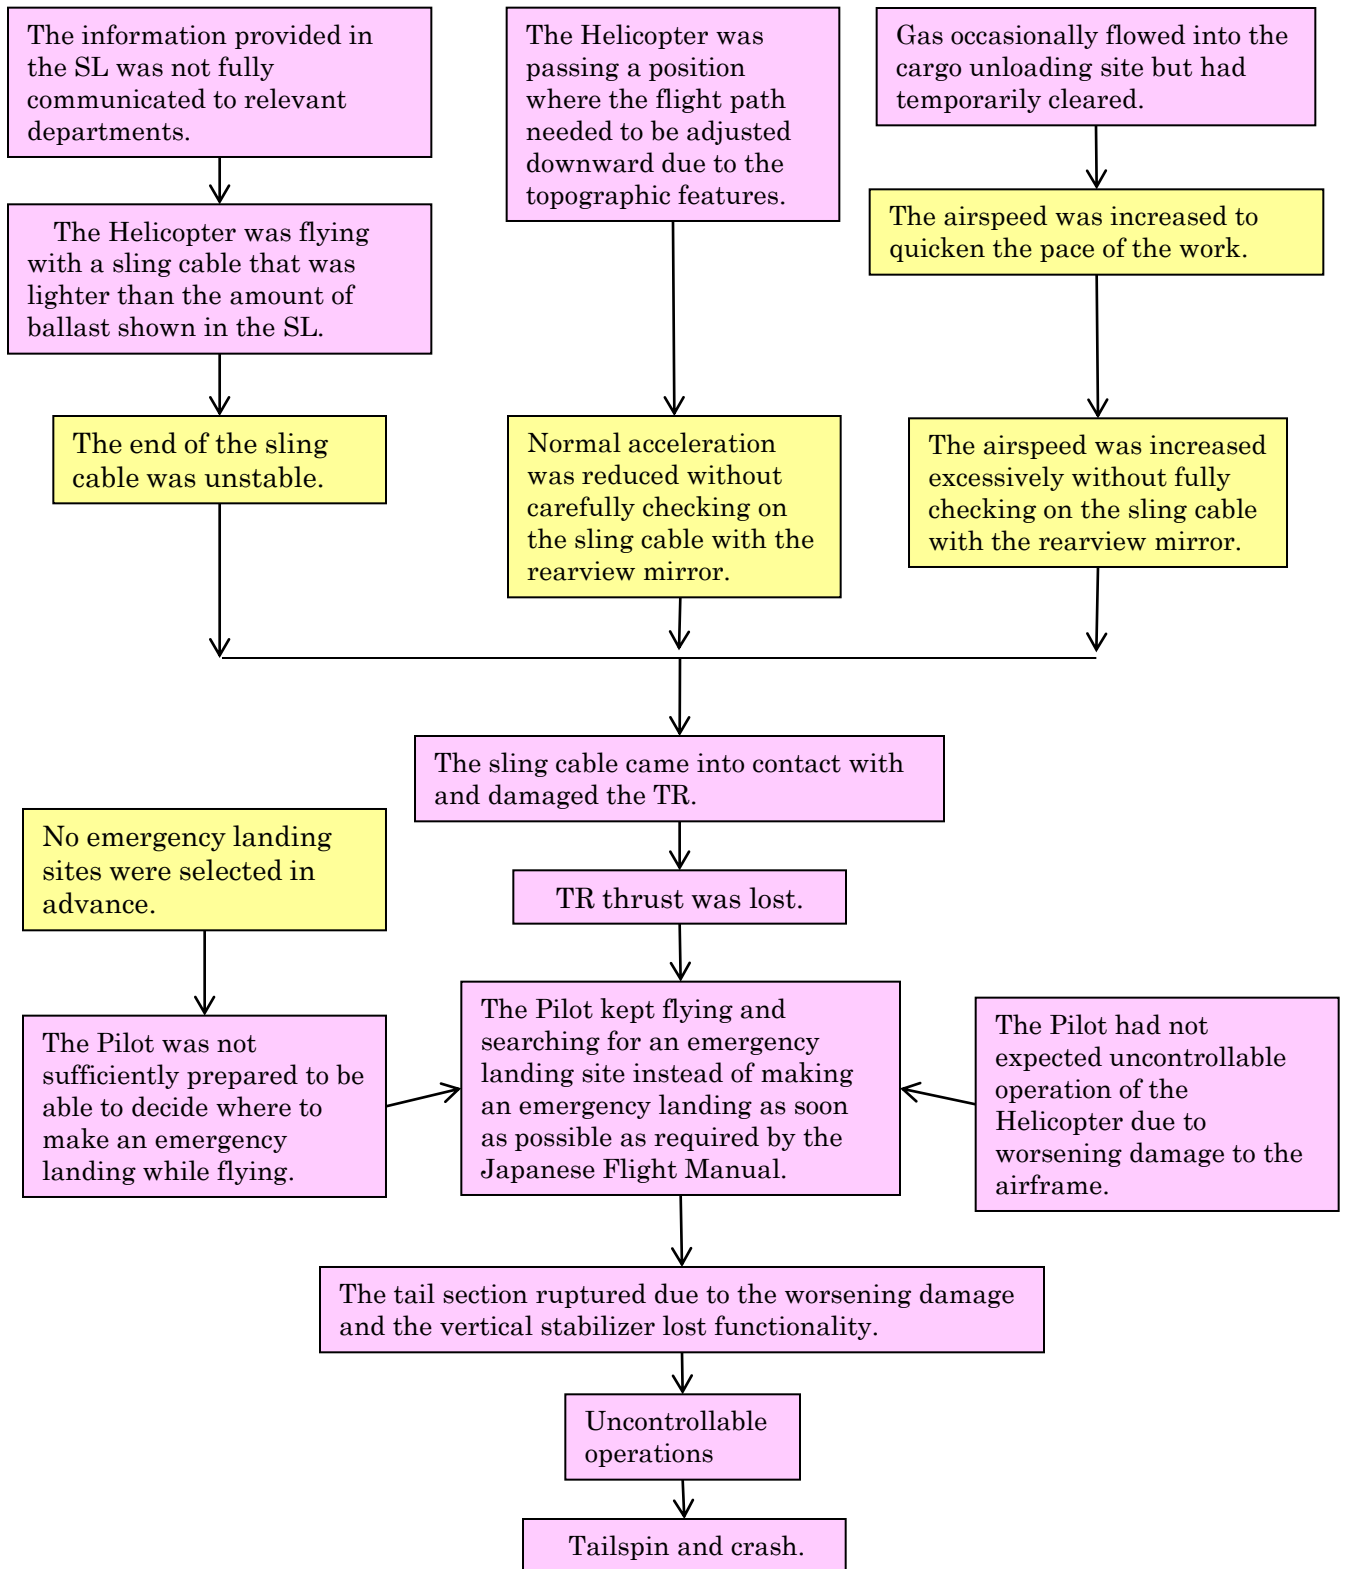 The information provided in
the SL was not fully
communicated to relevant
departments.
The Helicopter was
passing a position
where the flight path
needed to be adjusted
downward due to the
topographic features.
Gas occasionally flowed into the
cargo unloading site but had
temporarily cleared.
The Helicopter was flying
with a sling cable that was
lighter than the amount of
ballast shown in the SL.
The airspeed was increased to
quicken the pace of the work.
The end of the sling
cable was unstable.
Normal acceleration
was reduced without
carefully checking on
the sling cable with the
rearview mirror.
The airspeed was increased
excessively without fully
checking on the sling cable
with the rearview mirror.
The sling cable came into contact with
and damaged the TR.
No emergency landing
sites were selected in
advance.
TR thrust was lost.
The Pilot was not
sufficiently prepared to be
able to decide where to
make an emergency
landing while flying.
The Pilot kept flying and
searching for an emergency
landing site instead of making
an emergency landing as soon
as possible as required by the
Japanese Flight Manual.
The Pilot had not
expected uncontrollable
operation of the
Helicopter due to
worsening damage to the
airframe.
The tail section ruptured due to the worsening damage
and the vertical stabilizer lost functionality.
Uncontrollable
operations
Tailspin and crash.